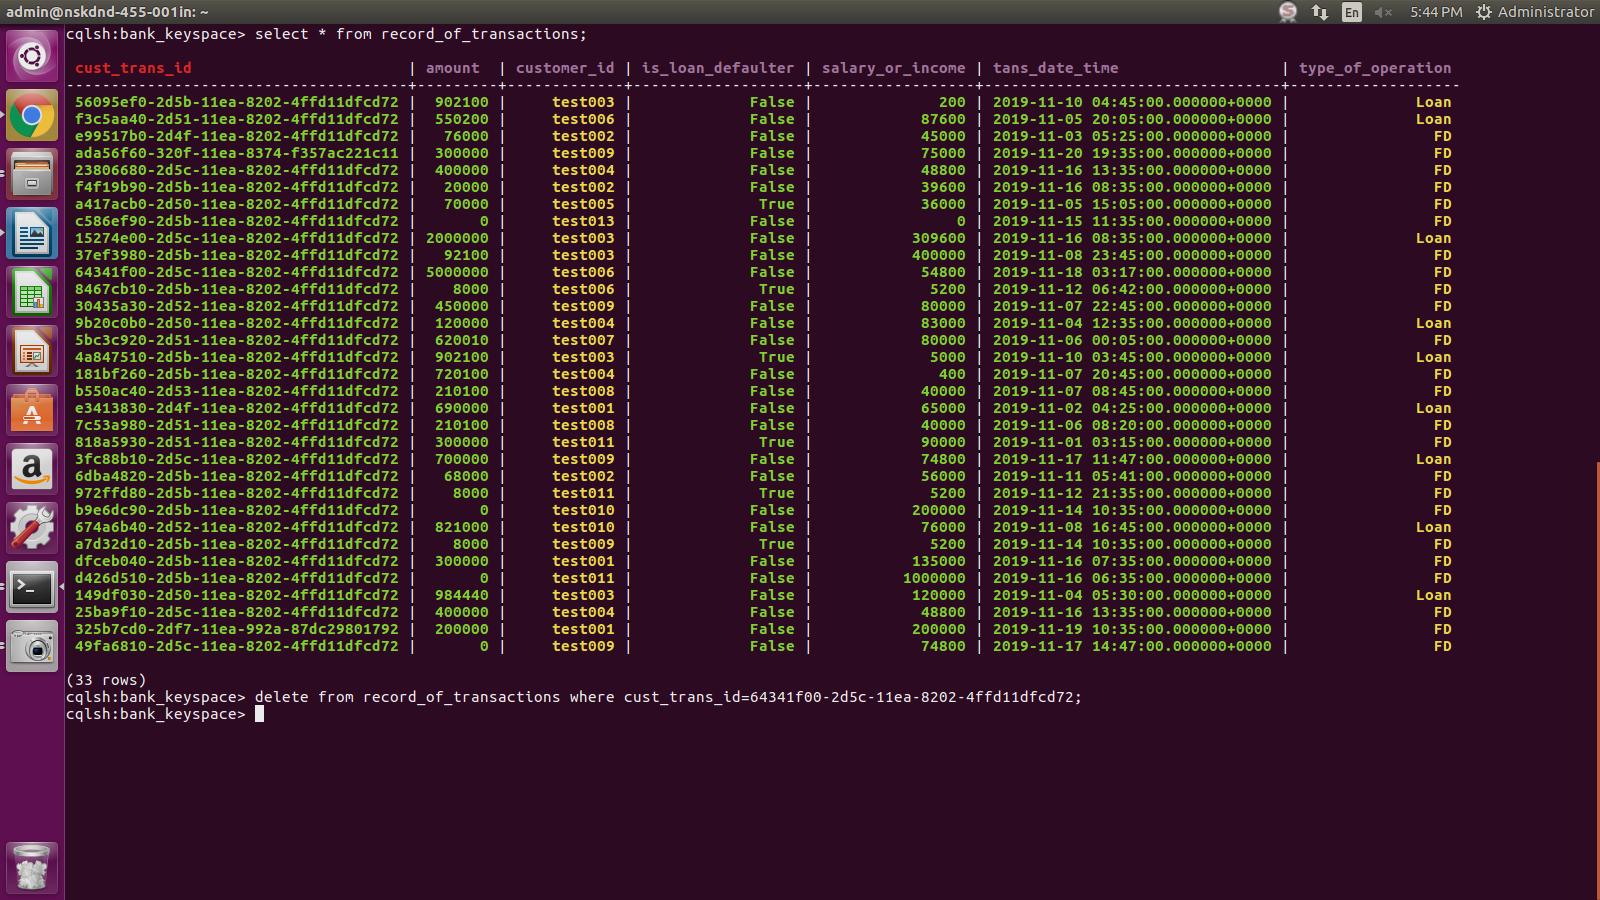 admin@nskdnd-455-001in: ~ En 5:44 PM Administrator
cqlsh:bank_keyspace> select * from record_of_transactions;
cust_trans_id | amount | customer_id | is_loan_defaulter | salary_or_income | tans_date_time | type_of_operation
56095ef0-2d5b-11ea-8202-4ffd11dfcd72 | 902100 | test003 | False | 200 | 2019-11-10 04:45:00.000000+0000 | Loan
f3c5aa40-2d51-11ea-8202-4ffd11dfcd72 | 550200 | test006 | False | 87600 | 2019-11-05 20:05:00.000000+0000 | Loan
e99517b0-2d4f-11ea-8202-4ffd11dfcd72 | 76000 | test002 | False | 45000 | 2019-11-03 05:25:00.000000+0000 | FD
ada56f60-320f-11ea-8374-f357ac221c11 | 300000 | test009 | False | 75000 | 2019-11-20 19:35:00.000000+0000 | FD
23806680-2d5c-11ea-8202-4ffd11dfcd72 | 400000 | test004 | False | 48800 | 2019-11-16 13:35:00.000000+0000 | FD
f4f19b90-2d5b-11ea-8202-4ffd11dfcd72 | 20000 | test002 | False | 39600 | 2019-11-16 08:35:00.000000+0000 | FD
a417acb0-2d50-11ea-8202-4ffd11dfcd72 | 70000 | test005 | True | 36000 | 2019-11-05 15:05:00.000000+0000 | FD
c586ef90-2d5b-11ea-8202-4ffd11dfcd72 | 0 | test013 | False | 0 | 2019-11-15 11:35:00.000000+0000 | FD
15274e00-2d5c-11ea-8202-4ffd11dfcd72 | 2000000 | test003 | False | 309600 | 2019-11-16 08:35:00.000000+0000 | Loan
37ef3980-2d5b-11ea-8202-4ffd11dfcd72 | 92100 | test003 | False | 400000 | 2019-11-08 23:45:00.000000+0000 | FD
64341f00-2d5c-11ea-8202-4ffd11dfcd72 | 5000000 | test006 | False | 54800 | 2019-11-18 03:17:00.000000+0000 | FD
8467cb10-2d5b-11ea-8202-4ffd11dfcd72 | 8000 | test006 | True | 5200 | 2019-11-12 06:42:00.000000+0000 | FD
30435a30-2d52-11ea-8202-4ffd11dfcd72 | 450000 | test009 | False | 80000 | 2019-11-07 22:45:00.000000+0000 | FD
9b20c0b0-2d50-11ea-8202-4ffd11dfcd72 | 120000 | test004 | False | 83000 | 2019-11-04 12:35:00.000000+0000 | Loan
5bc3c920-2d51-11ea-8202-4ffd11dfcd72 | 620010 | test007 | False | 80000 | 2019-11-06 00:05:00.000000+0000 | FD
4a847510-2d5b-11ea-8202-4ffd11dfcd72 | 902100 | test003 | True | 5000 | 2019-11-10 03:45:00.000000+0000 | Loan
181bf260-2d5b-11ea-8202-4ffd11dfcd72 | 720100 | test004 | False | 400 | 2019-11-07 20:45:00.000000+0000 | FD
b550ac40-2d53-11ea-8202-4ffd11dfcd72 | 210100 | test008 | False | 40000 | 2019-11-07 08:45:00.000000+0000 | FD
e3413830-2d4f-11ea-8202-4ffd11dfcd72 | 690000 | test001 | False | 65000 | 2019-11-02 04:25:00.000000+0000 | Loan
7c53a980-2d51-11ea-8202-4ffd11dfcd72 | 210100 | test008 | False | 40000 | 2019-11-06 08:20:00.000000+0000 | FD
818a5930-2d51-11ea-8202-4ffd11dfcd72 | 300000 | test011 | True | 90000 | 2019-11-01 03:15:00.000000+0000 | FD
3fc88b10-2d5c-11ea-8202-4ffd11dfcd72 | 700000 | test009 | False | 74800 | 2019-11-17 11:47:00.000000+0000 | Loan
6dba4820-2d5b-11ea-8202-4ffd11dfcd72 | 68000 | test002 | False | 56000 | 2019-11-11 05:41:00.000000+0000 | FD
972ffd80-2d5b-11ea-8202-4ffd11dfcd72 | 8000 | test011 | True | 5200 | 2019-11-12 21:35:00.000000+0000 | FD
b9e6dc90-2d5b-11ea-8202-4ffd11dfcd72 | 0 | test010 | False | 200000 | 2019-11-14 10:35:00.000000+0000 | FD
674a6b40-2d52-11ea-8202-4ffd11dfcd72 | 821000 | test010 | False | 76000 | 2019-11-08 16:45:00.000000+0000 | Loan
a7d32d10-2d5b-11ea-8202-4ffd11dfcd72 | 8000 | test009 | True | 5200 | 2019-11-14 10:35:00.000000+0000 | FD
dfceb040-2d5b-11ea-8202-4ffd11dfcd72 | 300000 | test001 | False | 135000 | 2019-11-16 07:35:00.000000+0000 | FD
d426d510-2d5b-11ea-8202-4ffd11dfcd72 | 0 | test011 | False | 1000000 | 2019-11-16 06:35:00.000000+0000 | FD
149df030-2d50-11ea-8202-4ffd11dfcd72 | 984440 | test003 | False | 120000 | 2019-11-04 05:30:00.000000+0000 | Loan
25ba9f10-2d5c-11ea-8202-4ffd11dfcd72 | 400000 | test004 | False | 48800 | 2019-11-16 13:35:00.000000+0000 | FD
325b7cd0-2df7-11ea-992a-87dc29801792 | 200000 | test001 | False | 200000 | 2019-11-19 10:35:00.000000+0000 | FD
49fa6810-2d5c-11ea-8202-4ffd11dfcd72 | 0 | test009 | False | 74800 | 2019-11-17 14:47:00.000000+0000 | FD
(33 rows)
cqlsh:bank_keyspace> delete from record_of_transactions where cust_trans_id=64341f00-2d5c-11ea-8202-4ffd11dfcd72;
cqlsh:bank_keyspace>